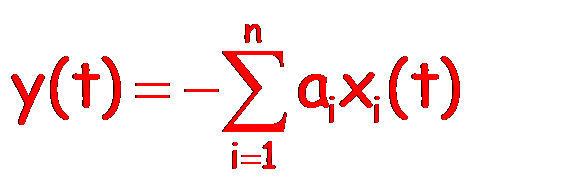 y(t) = -∑_{i=1}^{n} a_i x_i(t)